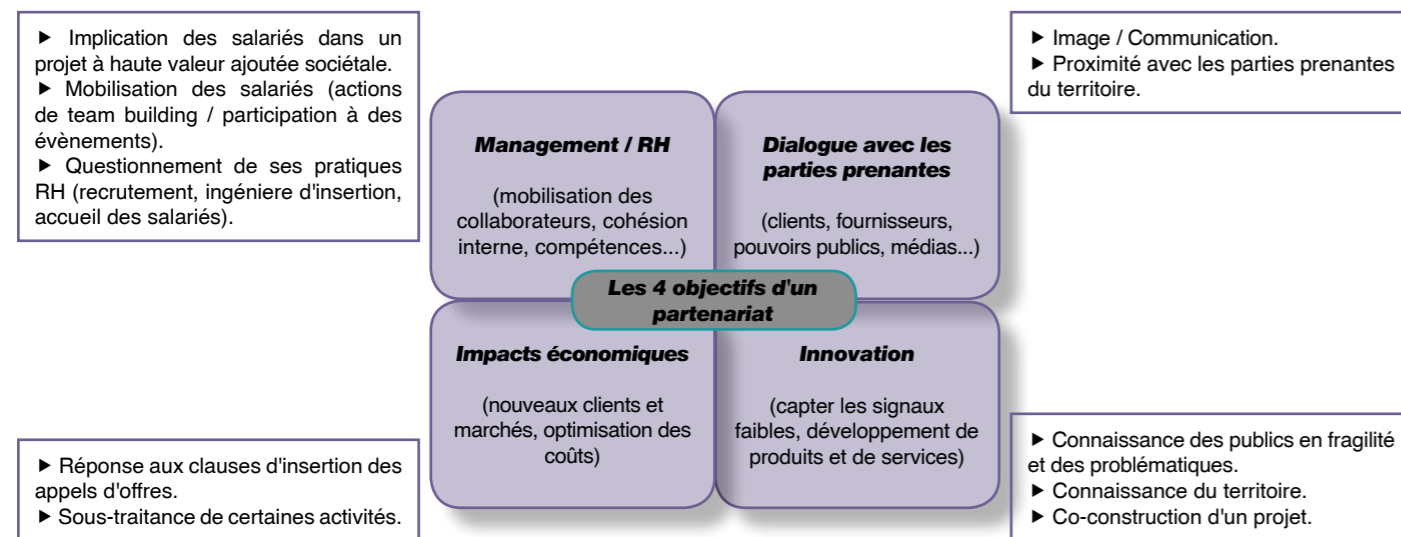 ▶ Implication des salariés dans un
projet à haute valeur ajoutée sociétale.
▶ Mobilisation des salariés (actions
de team building / participation à des
évènements).
▶ Questionnement de ses pratiques
RH (recrutement, ingéniere d'insertion,
accueil des salariés).
Management / RH
(mobilisation des
collaborateurs, cohésion
interne, compétences...)
Dialogue avec les
parties prenantes
(clients, fournisseurs,
pouvoirs publics, médias...)
▶ Image / Communication.
▶ Proximité avec les parties prenantes
du territoire.
Les 4 objectifs d'un
partenariat
▶ Réponse aux clauses d'insertion des
appels d'offres.
▶ Sous-traitance de certaines activités.
Impacts économiques
(nouveaux clients et
marchés, optimisation des
coûts)
Innovation
(capter les signaux
faibles, développement de
produits et de services)
▶ Connaissance des publics en fragilité
et des problématiques.
▶ Connaissance du territoire.
▶ Co-construction d'un projet.